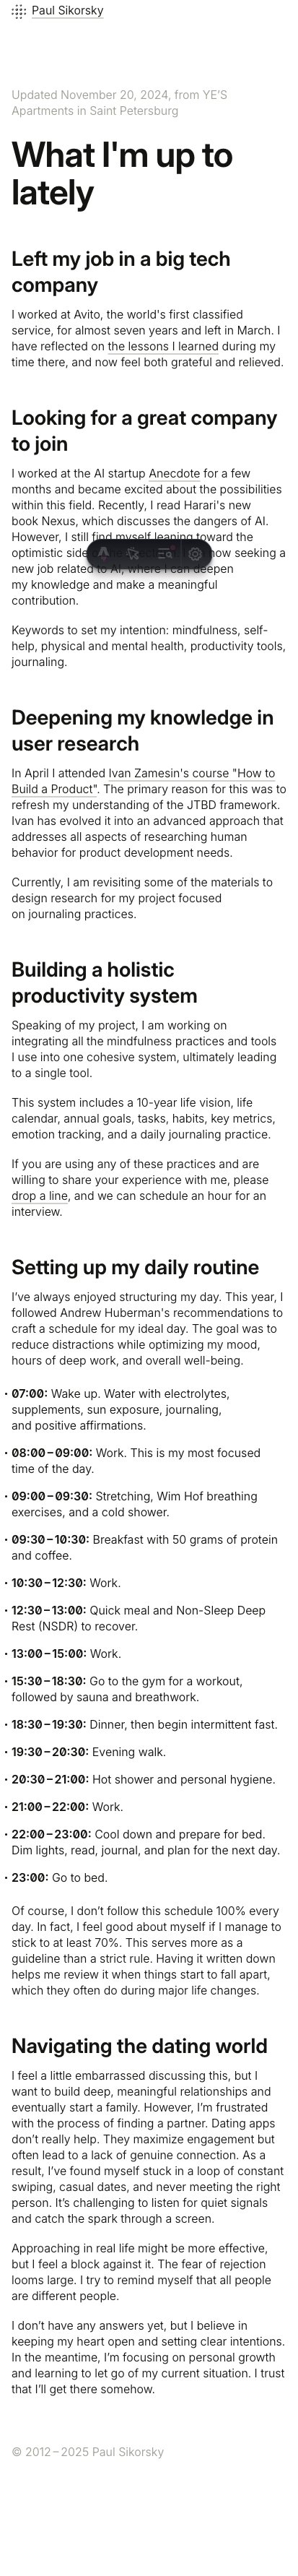 Paul Sikorsky
Updated November 20, 2024, from YE'S
Apartments in Saint Petersburg
What I'm up to
lately
Left my job in a big tech
company
I worked at Avito, the world's first classified
service, for almost seven years and left in March. I
have reflected on the lessons I learned during my
time there, and now feel both grateful and relieved.
Looking for a great company
to join
I worked at the AI startup Anecdote for a few
months and became excited about the possibilities
within this field. Recently, I read Harari's new
book Nexus, which discusses the dangers of AI.
However, I still find myself leaning toward the
optimistic side now seeking a
new job related to AI, where I can deepen
my knowledge and make a meaningful
contribution.
Keywords to set my intention: mindfulness, self-
help, physical and mental health, productivity tools,
journaling.
Deepening my knowledge in
user research
In April I attended Ivan Zamesin's course "How to
Build a Product". The primary reason for this was to
refresh my understanding of the JTBD framework.
Ivan has evolved it into an advanced approach that
addresses all aspects of researching human
behavior for product development needs.
Currently, I am revisiting some of the materials to
design research for my project focused
on journaling practices.
Building a holistic
productivity system
Speaking of my project, I am working on
integrating all the mindfulness practices and tools
I use into one cohesive system, ultimately leading
to a single tool.
This system includes a 10-year life vision, life
calendar, annual goals, tasks, habits, key metrics,
emotion tracking, and a daily journaling practice.
If you are using any of these practices and are
willing to share your experience with me, please
drop a line, and we can schedule an hour for an
interview.
Setting up my daily routine
I've always enjoyed structuring my day. This year, I
followed Andrew Huberman's recommendations to
craft a schedule for my ideal day. The goal was to
reduce distractions while optimizing my mood,
hours of deep work, and overall well-being.
· 07:00: Wake up. Water with electrolytes,
supplements, sun exposure, journaling,
and positive affirmations.
· 08:00 – 09:00: Work. This is my most focused
time of the day.
· 09:00 – 09:30: Stretching, Wim Hof breathing
exercises, and a cold shower.
· 09:30 – 10:30: Breakfast with 50 grams of protein
and coffee.
· 10:30 – 12:30: Work.
· 12:30 – 13:00: Quick meal and Non-Sleep Deep
Rest (NSDR) to recover.
· 13:00 – 15:00: Work.
· 15:30 – 18:30: Go to the gym for a workout,
followed by sauna and breathwork.
· 18:30 – 19:30: Dinner, then begin intermittent fast.
· 19:30 – 20:30: Evening walk.
· 20:30 – 21:00: Hot shower and personal hygiene.
· 21:00 – 22:00: Work.
· 22:00 – 23:00: Cool down and prepare for bed.
Dim lights, read, journal, and plan for the next day.
· 23:00: Go to bed.
Of course, I don't follow this schedule 100% every
day. In fact, I feel good about myself if I manage to
stick to at least 70%. This serves more as a
guideline than a strict rule. Having it written down
helps me review it when things start to fall apart,
which they often do during major life changes.
Navigating the dating world
I feel a little embarrassed discussing this, but I
want to build deep, meaningful relationships and
eventually start a family. However, I'm frustrated
with the process of finding a partner. Dating apps
don't really help. They maximize engagement but
often lead to a lack of genuine connection. As a
result, I've found myself stuck in a loop of constant
swiping, casual dates, and never meeting the right
person. It's challenging to listen for quiet signals
and catch the spark through a screen.
Approaching in real life might be more effective,
but I feel a block against it. The fear of rejection
looms large. I try to remind myself that all people
are different people.
I don't have any answers yet, but I believe in
keeping my heart open and setting clear intentions.
In the meantime, I'm focusing on personal growth
and learning to let go of my current situation. I trust
that I'll get there somehow.
© 2012 – 2025 Paul Sikorsky